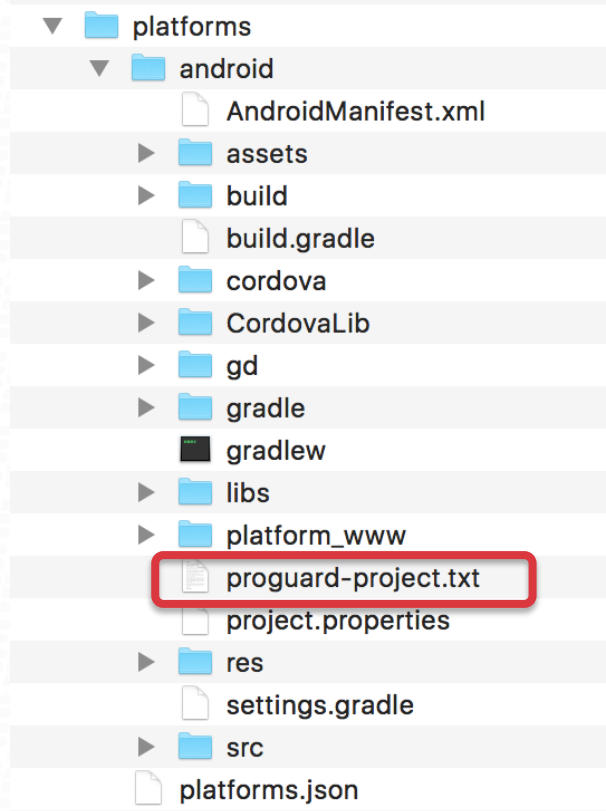 platforms
android
AndroidManifest.xml
assets
build
build.gradle
cordova
CordovaLib
gd
gradle
gradlew
libs
platform_www
proguard-project.txt
project.properties
res
settings.gradle
src
platforms.json